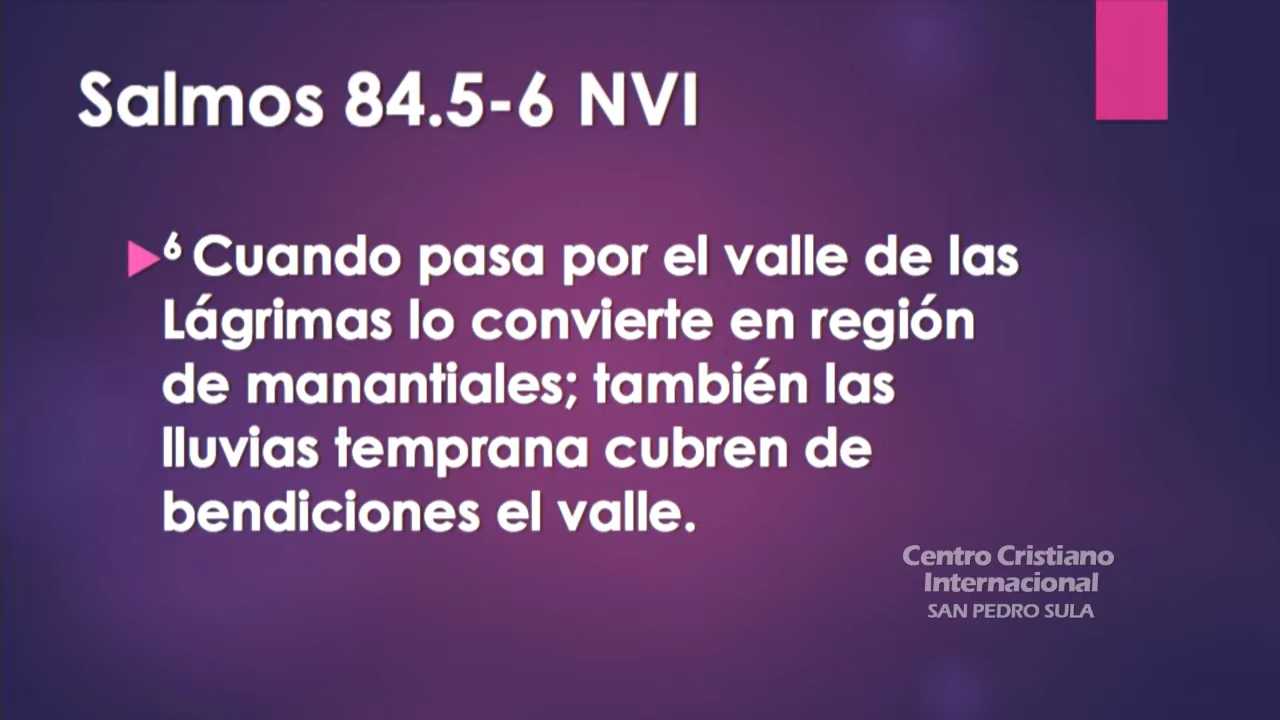 Salmos 84.5-6 NVI
6 Cuando pasa por el valle de las
Lágrimas lo convierte en región
de manantiales; también las
lluvias temprana cubren de
bendiciones el valle.
Centro Cristiano
Internacional
SAN PEDRO SULA